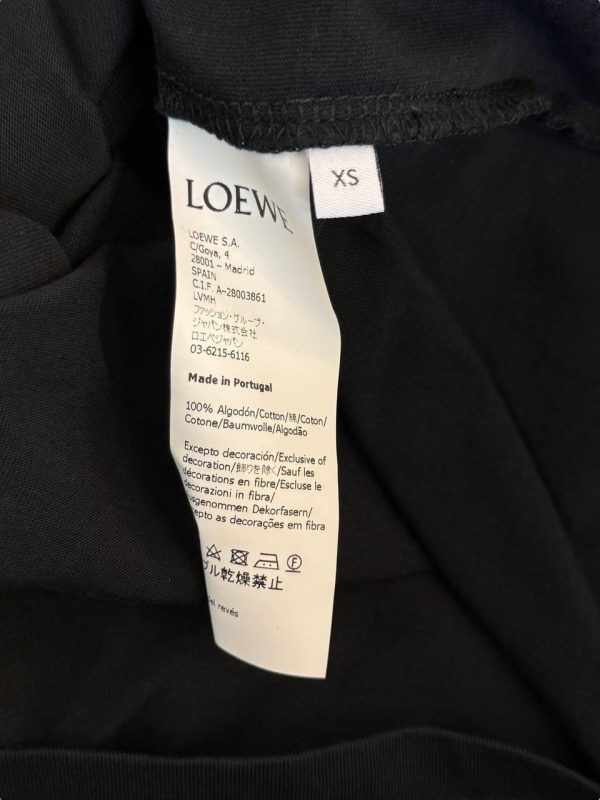 XS
LOEWE
LOEWE S.A.
C/Goya, 4
28001 - Madrid
SPAIN
C.I.F. A-28003861
LVMH
ファッション・グループ・
ジャパン株式会社
ロエベジャパン
03-6215-6116
Made in Portugal
100% Algodón/Cotton/綿/Coton/
Cotone/Baumwolle/Algodão
Excepto decoración/Exclusive of
decoration/飾りを除く/Sauf les
décorations en fibre/Escluse le
decorazioni in fibra/
usgenommen Dekorfasern/
cepto as decorações em fibra
F
ブル乾燥禁止
el revés